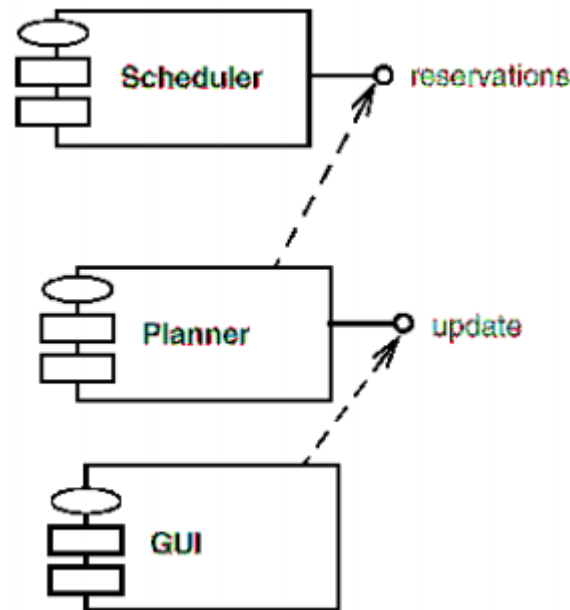 Scheduler
reservations
Planner
update
GUI